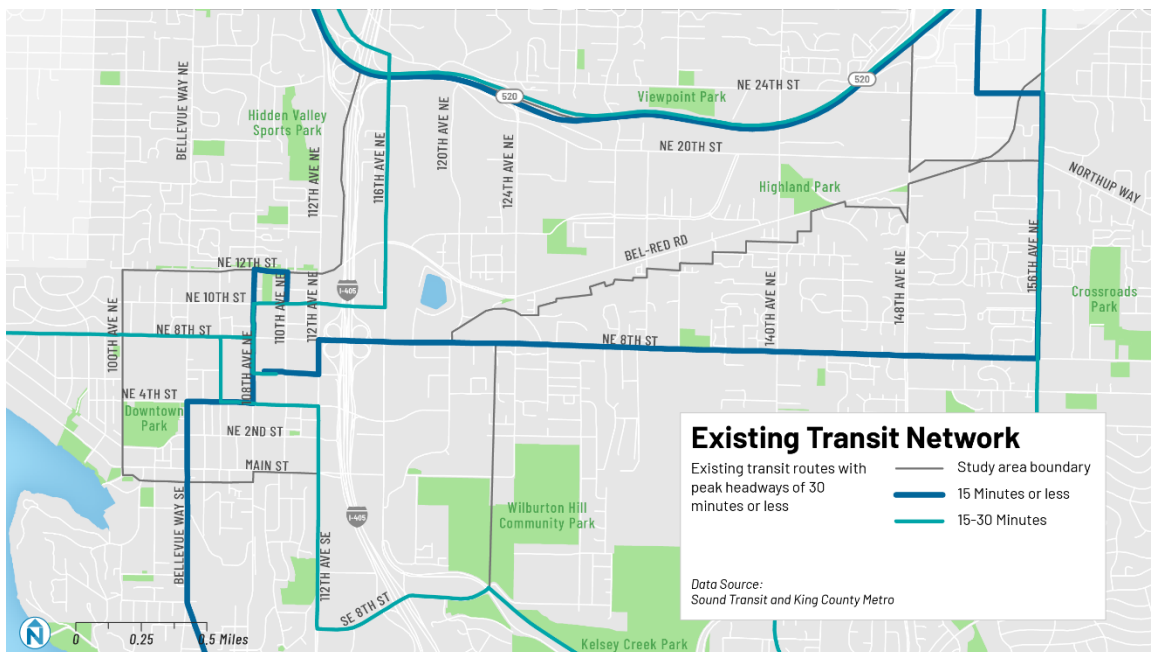 520
520
NE 24TH ST
Viewpoint Park
BELLEVUE WAY NE
Hidden Valley
Sports Park
112TH AVE NE
116TH AVE NE
120TH AVE NE
124TH AVE NE
NE 20TH ST
NORTHUP WAY
Highland Park
BEL-RED RD
140TH AVE NE
148TH AVE NE
156TH AVE NE
Crossroads
Park
NE 12TH ST
NE 10TH ST
I-405
110TH AVE NE
112TH AVE NE
100TH AVE NE
NE 8TH ST
NE 8TH ST
108TH AVE NE
NE 4TH ST
Downtown
Park
NE 2ND ST
MAIN ST
BELLEVUE WAY SE
I-405
Wilburton Hill
Community Park
112TH AVE SE
SE 8TH ST
Kelsey Creek Park
Existing Transit Network
Existing transit routes with
peak headways of 30
minutes or less
Study area boundary
15 Minutes or less
15-30 Minutes
Data Source:
Sound Transit and King County Metro
N
0 0.25 0.5 Miles